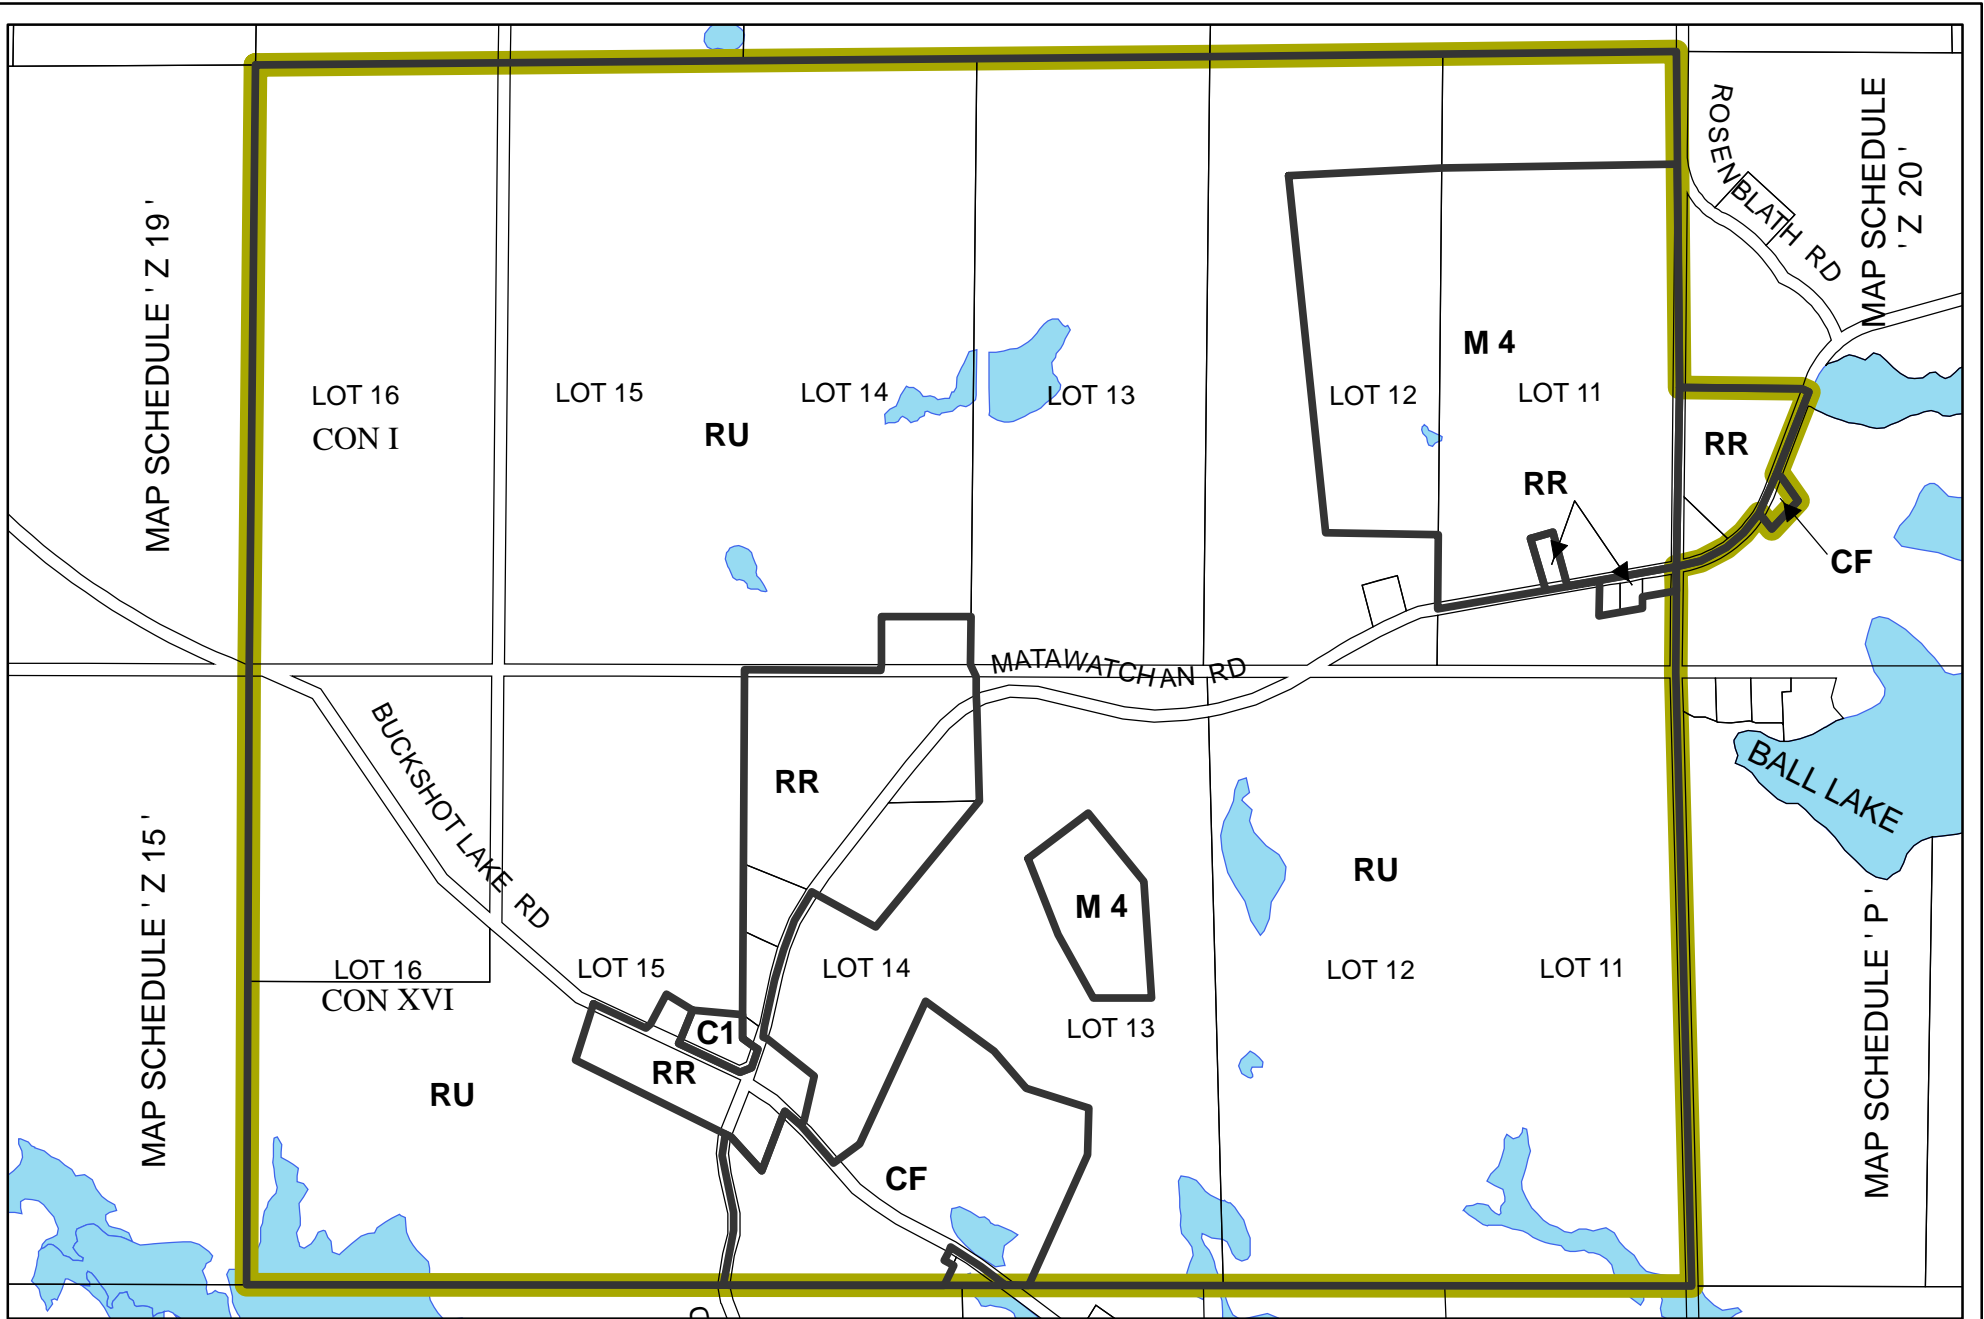 ROSENBLATH RD
MAP SCHEDULE
' Z 20 '
MAP SCHEDULE ' Z 19 '
M 4
LOT 16
CON I
LOT 15
LOT 14
LOT 13
LOT 12
LOT 11
RU
RR
RR
CF
MATAWATCHAN RD
BUCKSHOT LAKE RD
RR
BALL LAKE
MAP SCHEDULE ' Z 15 '
RU
M 4
MAP SCHEDULE ' P '
LOT 16
CON XVI
LOT 15
LOT 14
LOT 12
LOT 11
LOT 13
C1
RR
RU
CF